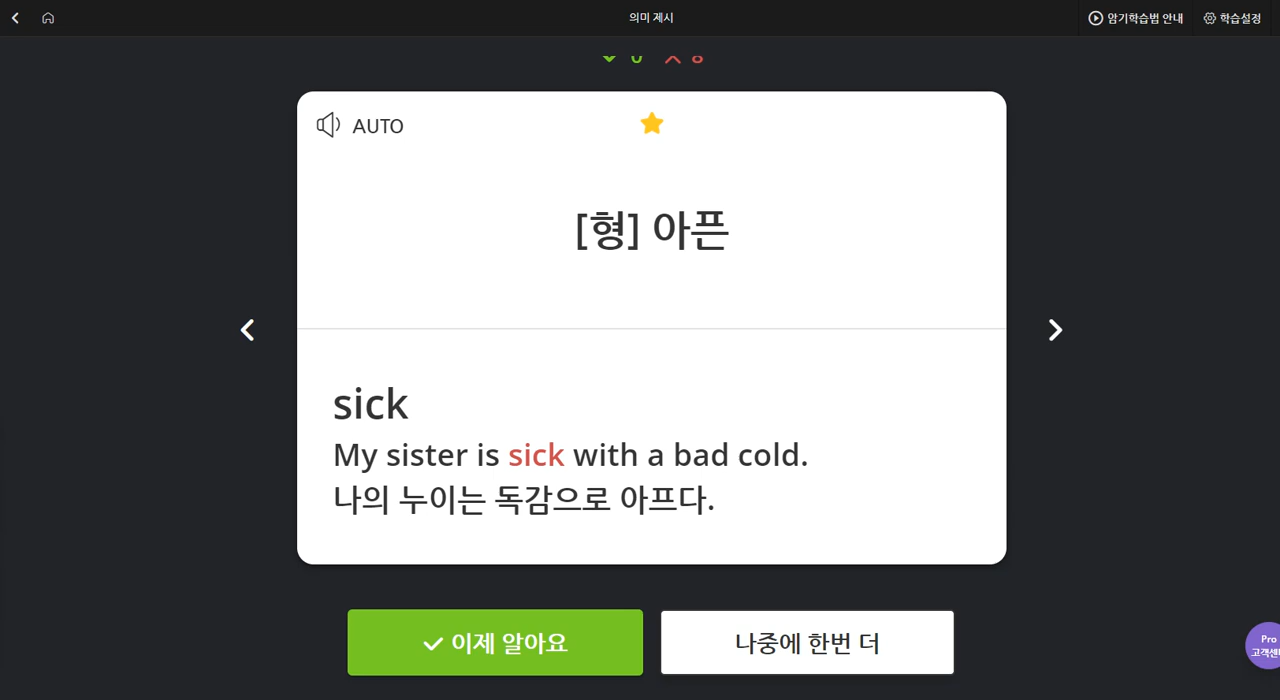 의미 제시
암기학습법 안내
학습설정
AUTO
[형] 아픈
sick
My sister is sick with a bad cold.
나의 누이는 독감으로 아프다.
이제 알아요
나중에 한번 더
Pro